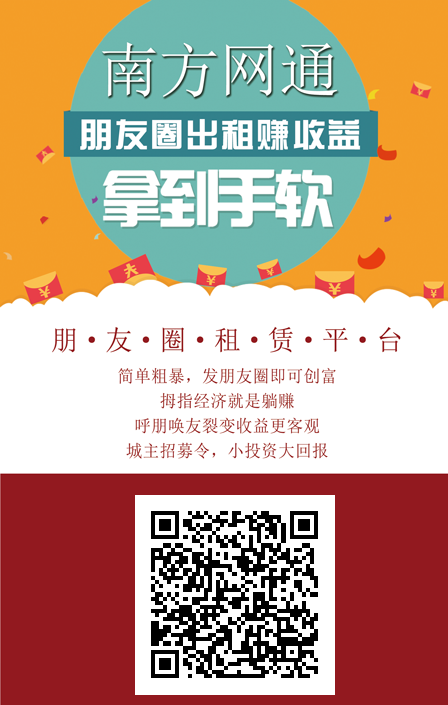 南方网通
朋友圈出租赚收益
拿到手软
¥
大
¥
¥
¥
¥
¥
朋·友·圈·租·赁·平·台
简单粗暴，发朋友圈即可创富
拇指经济就是躺赚
呼朋唤友裂变收益更客观
城主招募令，小投资大回报